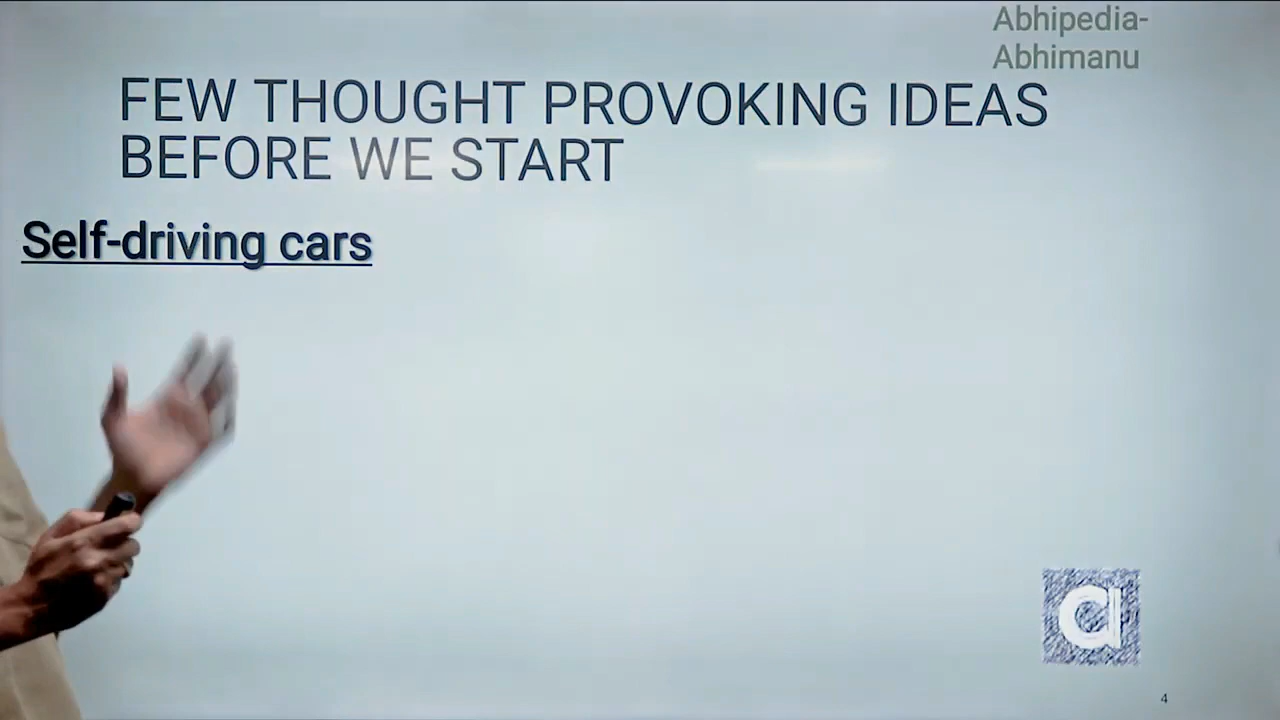 Abhipedia-
Abhimanu
FEW THOUGHT PROVOKING IDEAS
BEFORE WE START
Self-driving cars
a
4